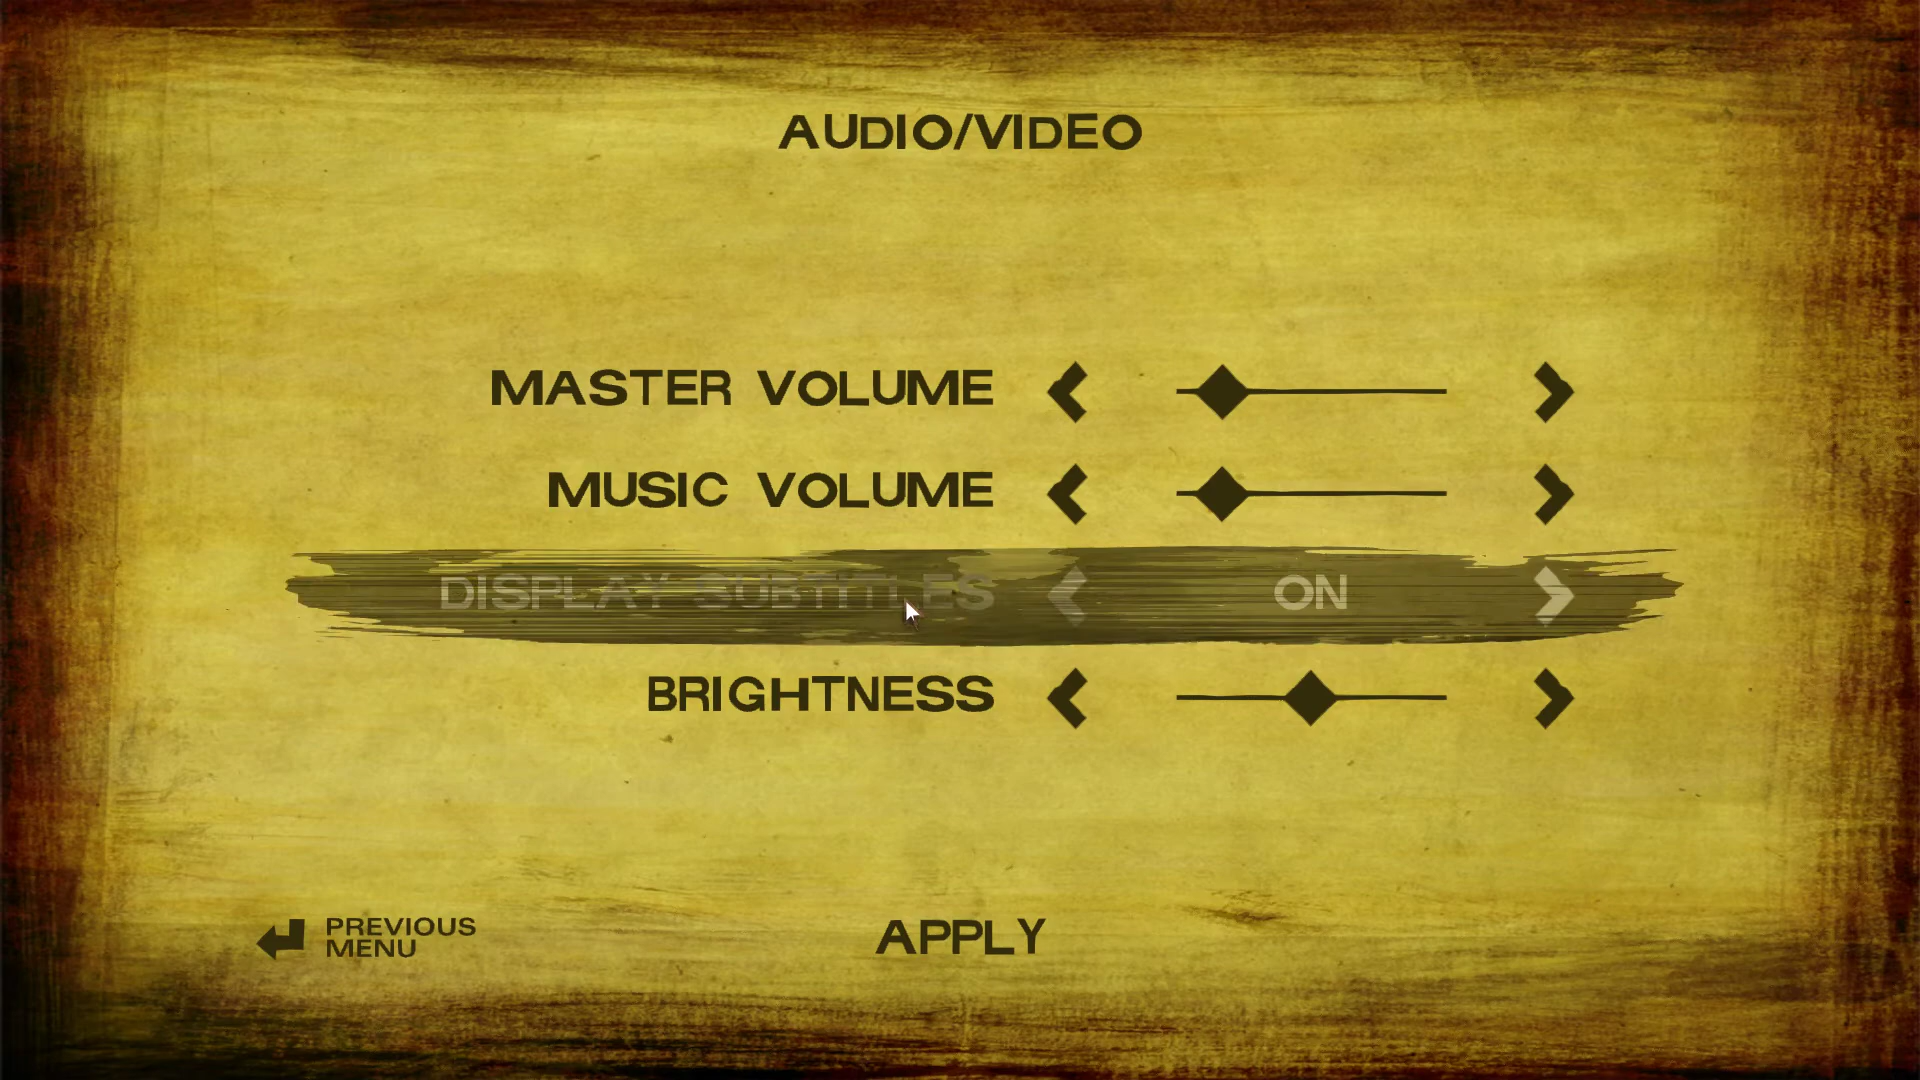 AUDIO/VIDEO
MASTER VOLUME
MUSIC VOLUME
DISPLAY SUBTITLES ON
BRIGHTNESS
PREVIOUS
MENU
APPLY